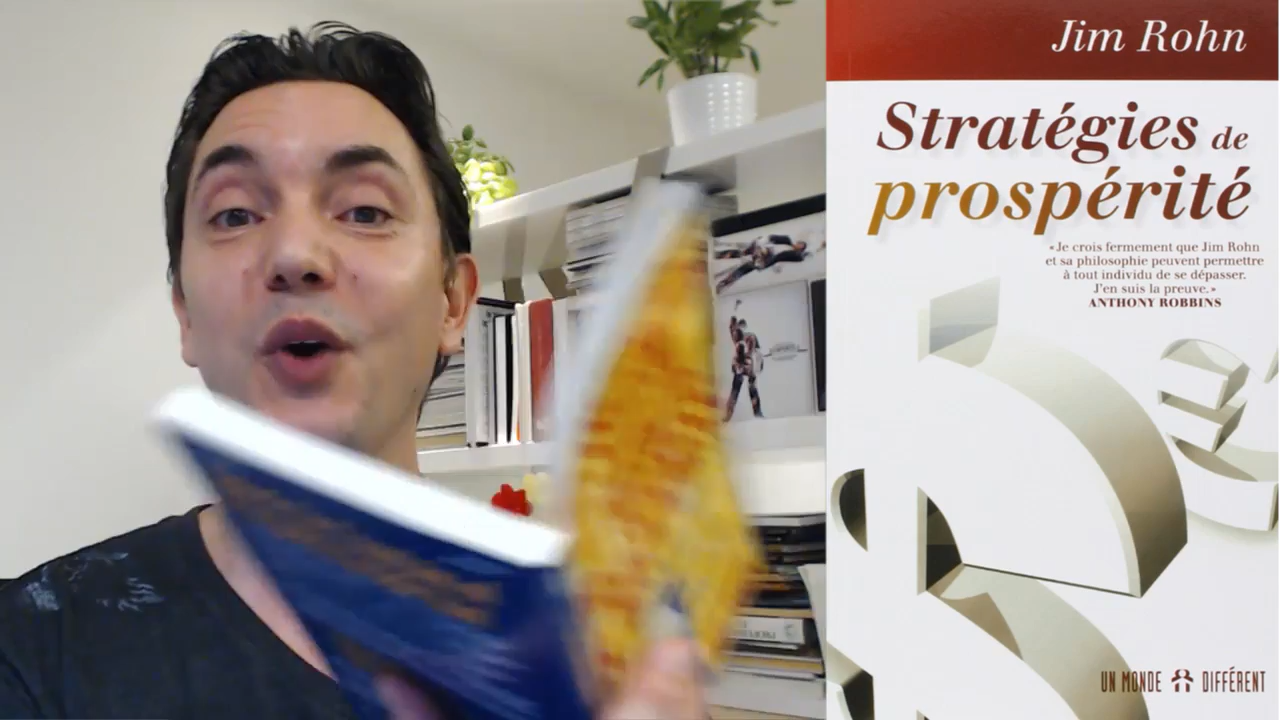 Jim Rohn
Stratégies de
prospérité
« Je crois fermement que Jim Rohn
et sa philosophie peuvent permettre
à tout individu de se dépasser.
J'en suis la preuve. »
ANTHONY ROBBINS
UN MONDE DIFFÉRENT